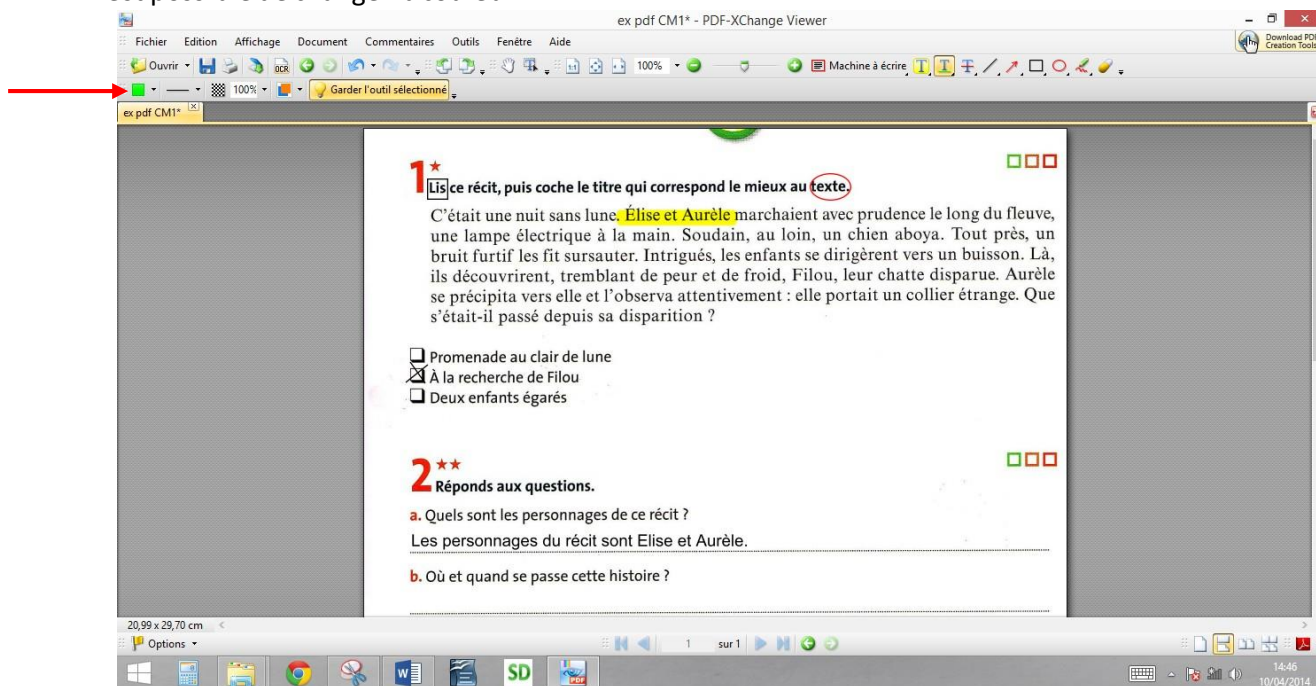 ex pdf CM1* - PDF-XChange Viewer
Fichier Edition Affichage Document Commentaires Outils Fenêtre Aide
Download PDF
Creation Tools
Ouvrir OCR 100% Machine à écrire
100% Garder l'outil sélectionné
ex pdf CM1*
1
Lis ce récit, puis coche le titre qui correspond le mieux au texte.
C'était une nuit sans lune. Élise et Aurèle marchaient avec prudence le long du fleuve,
une lampe électrique à la main. Soudain, au loin, un chien aboya. Tout près, un
bruit furtif les fit sursauter. Intrigués, les enfants se dirigèrent vers un buisson. Là,
ils découvrirent, tremblant de peur et de froid, Filou, leur chatte disparue. Aurèle
se précipita vers elle et l'observa attentivement : elle portait un collier étrange. Que
s'était-il passé depuis sa disparition ?
Promenade au clair de lune
À la recherche de Filou
Deux enfants égarés
2
Réponds aux questions.
a. Quels sont les personnages de ce récit ?
Les personnages du récit sont Elise et Aurèle.
b. Où et quand se passe cette histoire ?
20,99 x 29,70 cm
Options 1 sur 1
SD
14:46
10/04/2014